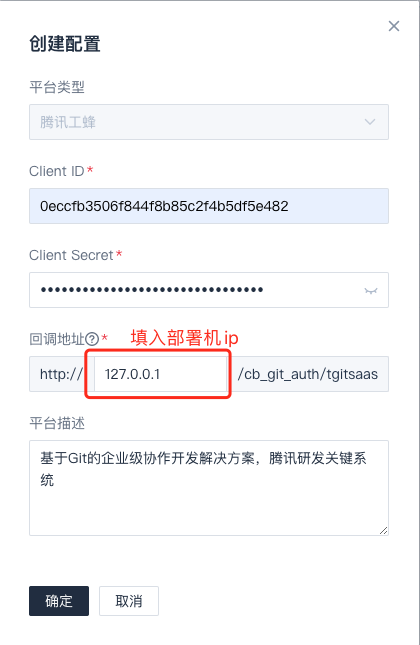 创建配置
平台类型
腾讯工蜂
Client ID*
0eccfb3506f844f8b85c2f4b5df5e482
Client Secret*
••••••••••••••••••••••••••••••••
回调地址?* 填入部署机ip
http:// 127.0.0.1 /cb_git_auth/tgitsaas
平台描述
基于Git的企业级协作开发解决方案，腾讯研发关键系
统
确定 取消